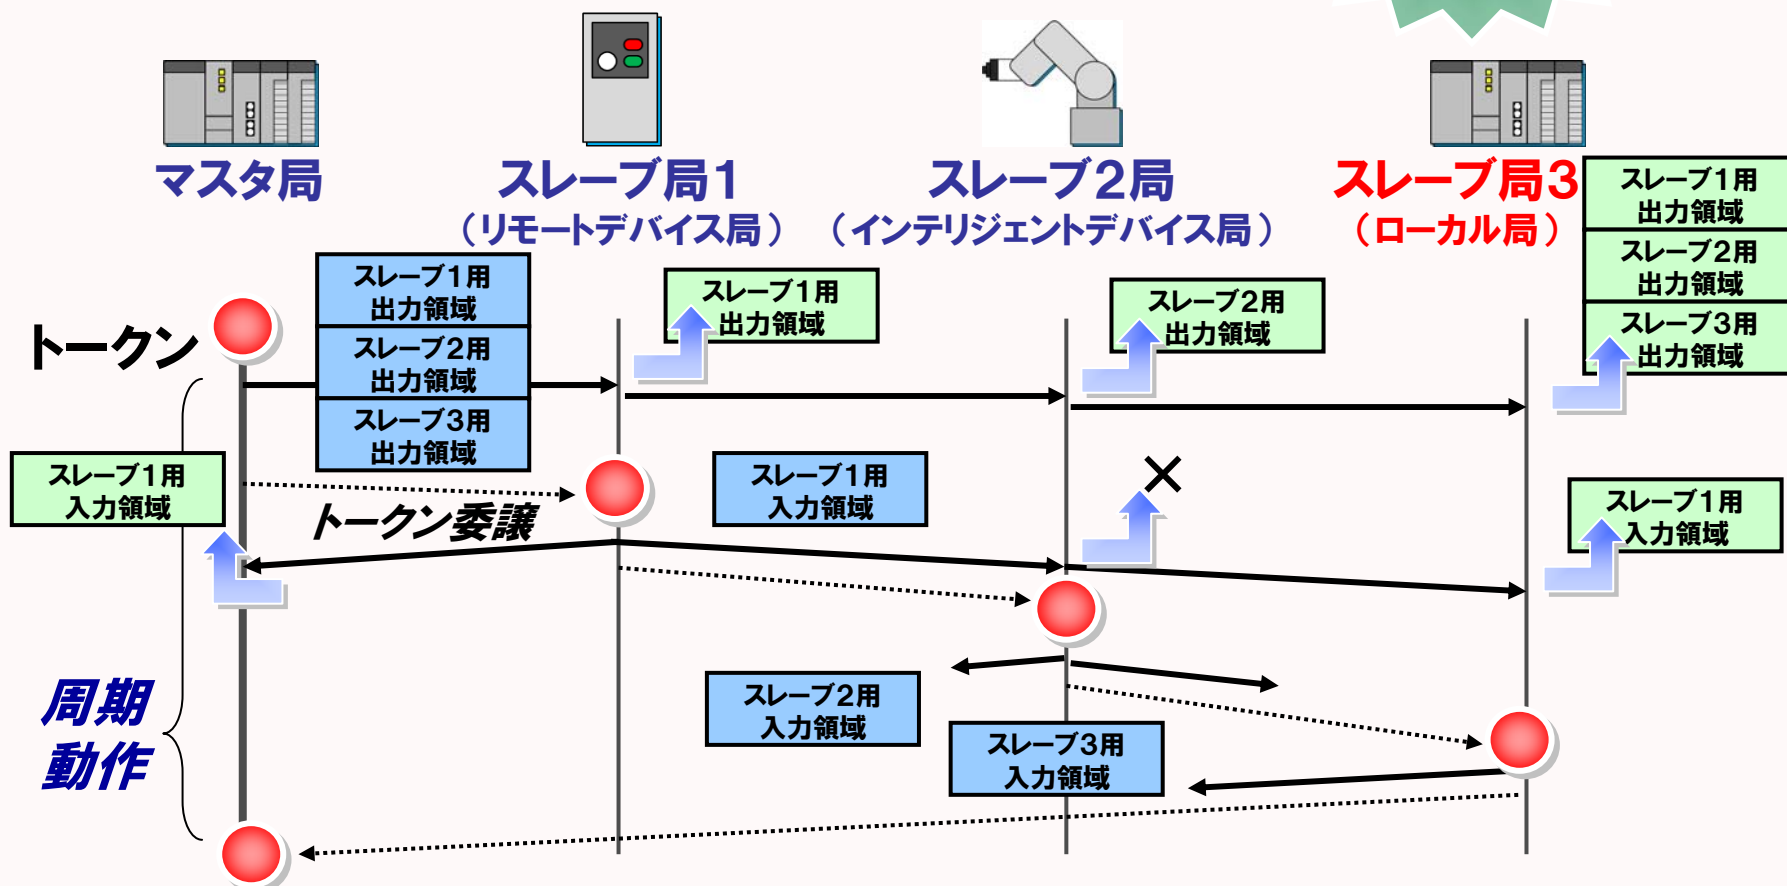 マスタ局
スレーブ局1
(リモートデバイス局)
スレーブ2局
(インテリジェントデバイス局)
スレーブ局3
(ローカル局)
スレーブ1用
出力領域
スレーブ2用
出力領域
スレーブ3用
出力領域
スレーブ1用
出力領域
スレーブ2用
出力領域
スレーブ3用
出力領域
スレーブ1用
出力領域
スレーブ2用
出力領域
トークン
スレーブ1用
入力領域
トークン委譲
スレーブ1用
入力領域
×
スレーブ1用
入力領域
周期
動作
スレーブ2用
入力領域
スレーブ3用
入力領域